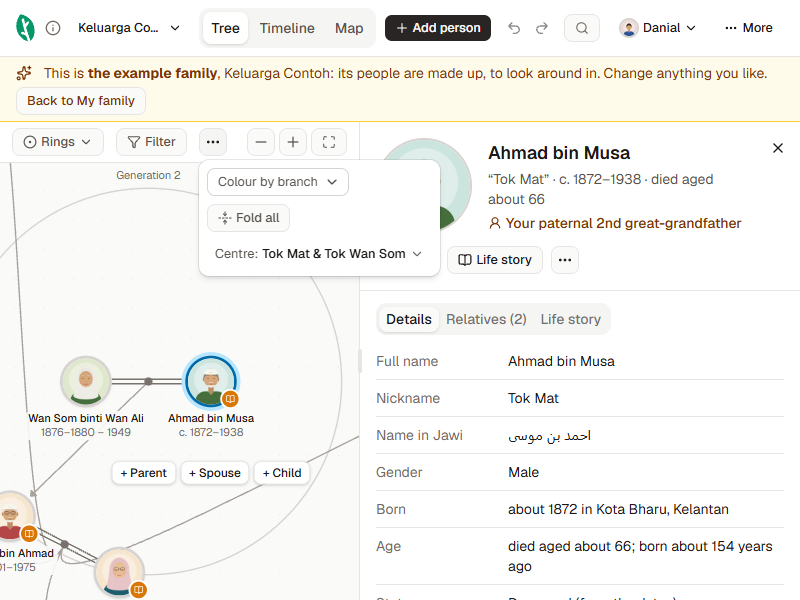 Keluarga Co...
Tree
Timeline
Map
+ Add person
Danial
More
This is the example family, Keluarga Contoh: its people are made up, to look around in. Change anything you like.
Back to My family
Rings
Filter
Generation 2
Colour by branch
Fold all
Centre: Tok Mat & Tok Wan Som
Wan Som binti Wan Ali
1876–1880 – 1949
Ahmad bin Musa
c. 1872–1938
+ Parent
+ Spouse
+ Child
bin Ahmad
01–1975
Ahmad bin Musa
“Tok Mat” · c. 1872–1938 · died aged
about 66
Your paternal 2nd great-grandfather
Life story
Details
Relatives (2)
Life story
Full name
Ahmad bin Musa
Nickname
Tok Mat
Name in Jawi
احمد بن موسى
Gender
Male
Born
about 1872 in Kota Bharu, Kelantan
Age
died aged about 66; born about 154 years
ago